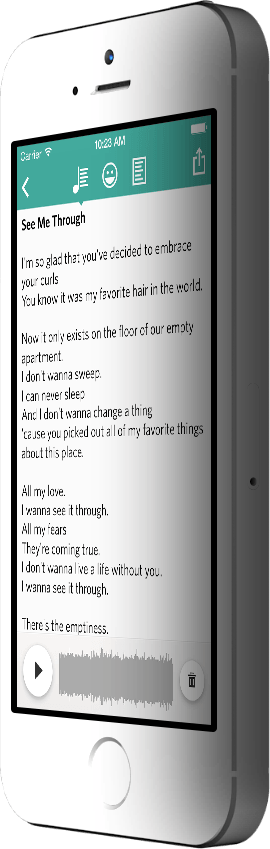 Carrier 10:23 AM
See Me Through
I'm so glad that you've decided to embrace
your curls
You know it was my favorite hair in the world.
Now it only exists on the floor of our empty
apartment.
I don't wanna sweep.
I can never sleep
And I don't wanna change a thing
'cause you picked out all of my favorite things
about this place.
All my love.
I wanna see it through.
All my fears
They're coming true.
I don't wanna live a life without you.
I wanna see it through.
There s the emptiness.